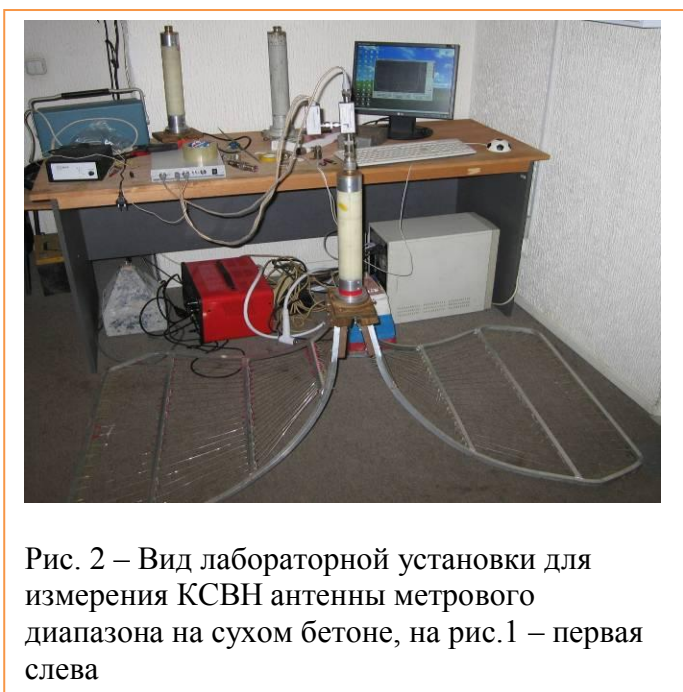 Рис. 2 – Вид лабораторной установки для
измерения КСВН антенны метрового
диапазона на сухом бетоне, на рис.1 – первая
слева